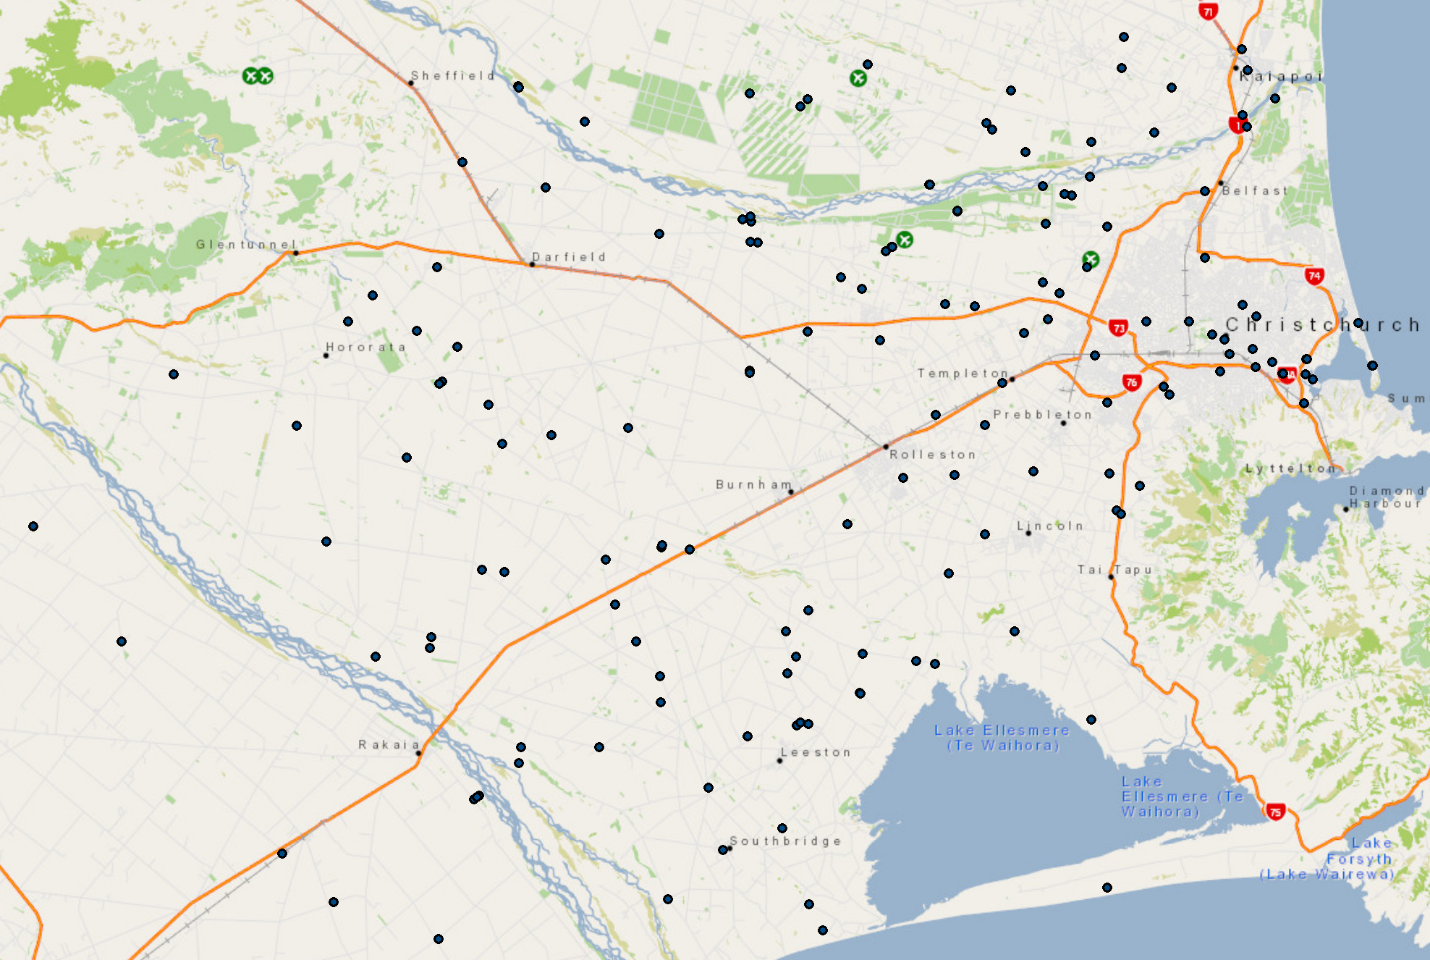 71
Sheffield
Kaiapoi
1
Belfast
Glentunnel
Darfield
74
Christchurch
73
Hororata
Templeton
76
Sum
Prebbleton
Rolleston
Lyttelton
Burnham
Diamond
Harbour
Lincoln
Tai Tapu
Lake Ellesmere
(Te Waihora)
Rakaia
Leeston
Lake
Ellesmere (Te
Waihora)
75
Southbridge
Lake
Forsyth
(Lake Wairewa)